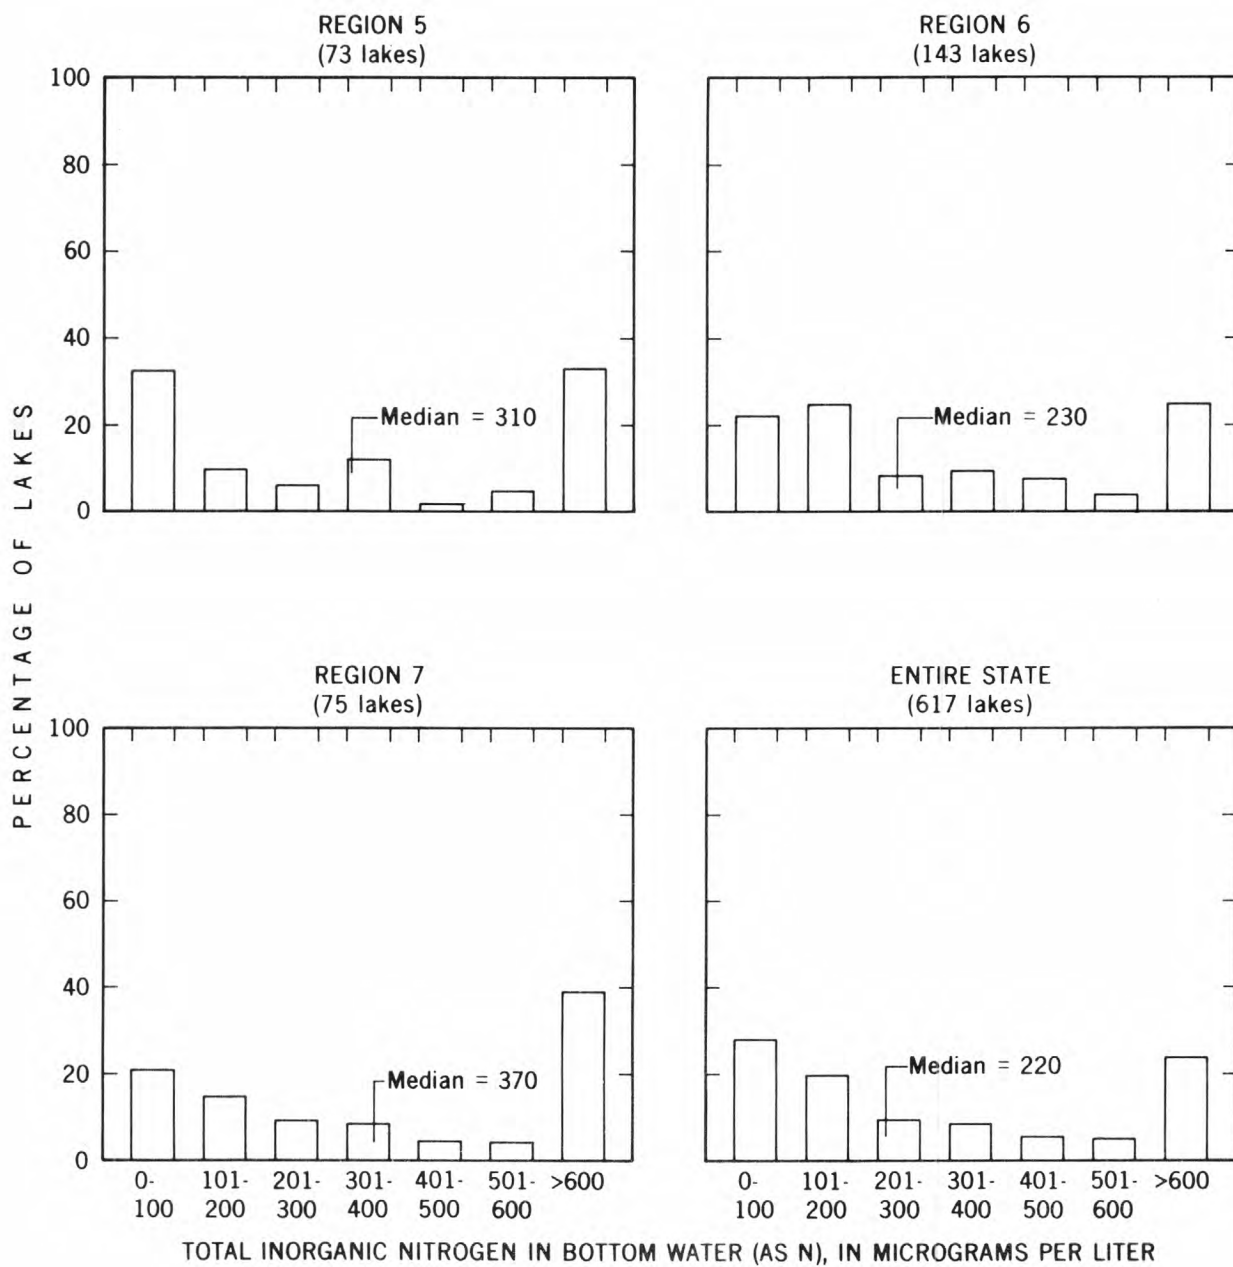 REGION 5
(73 lakes)
REGION 6
(143 lakes)
100
80
60
40
20
0
Median = 310
Median = 230
PERCENTAGE OF LAKES
REGION 7
(75 lakes)
ENTIRE STATE
(617 lakes)
100
80
60
40
20
0
Median = 370
Median = 220
0-100
101-200
201-300
301-400
401-500
501-600
>600
0-100
101-200
201-300
301-400
401-500
501-600
>600
TOTAL INORGANIC NITROGEN IN BOTTOM WATER (AS N), IN MICROGRAMS PER LITER